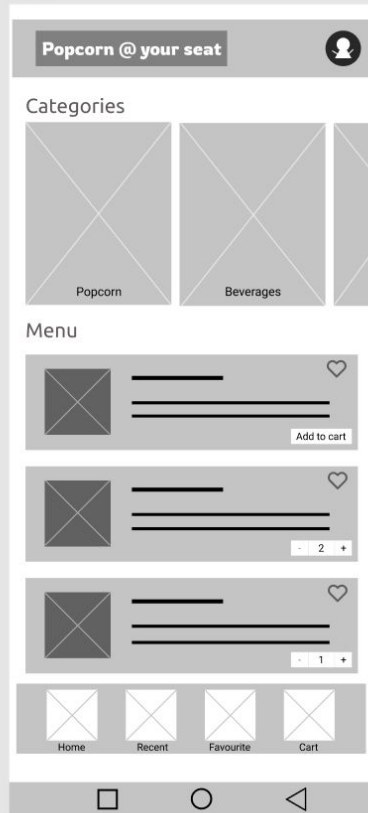 Popcorn @ your seat
Categories
Popcorn
Beverages
Menu
Add to cart
- 2 +
- 1 +
Home
Recent
Favourite
Cart